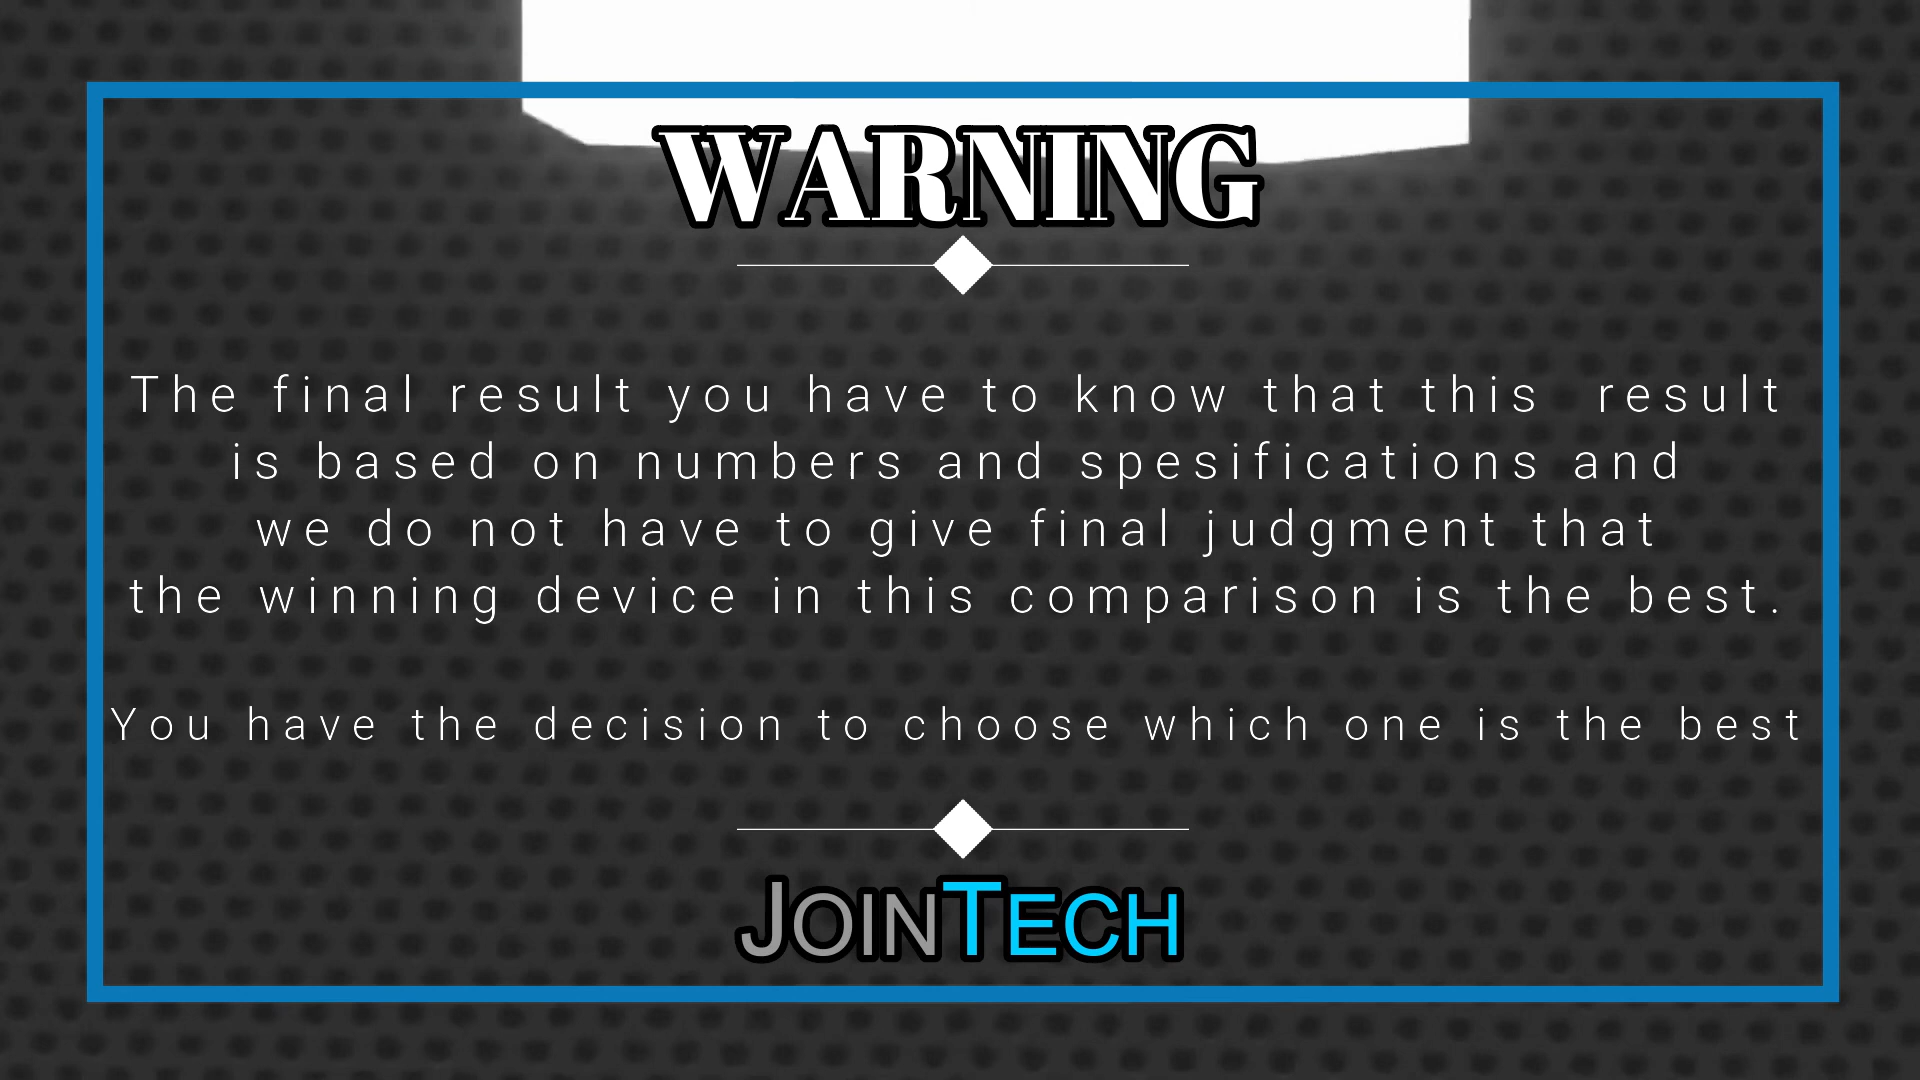 WARNING
The final result you have to know that this result
is based on numbers and spesifications and
we do not have to give final judgment that
the winning device in this comparison is the best.
You have the decision to choose which one is the best
JOINTECH